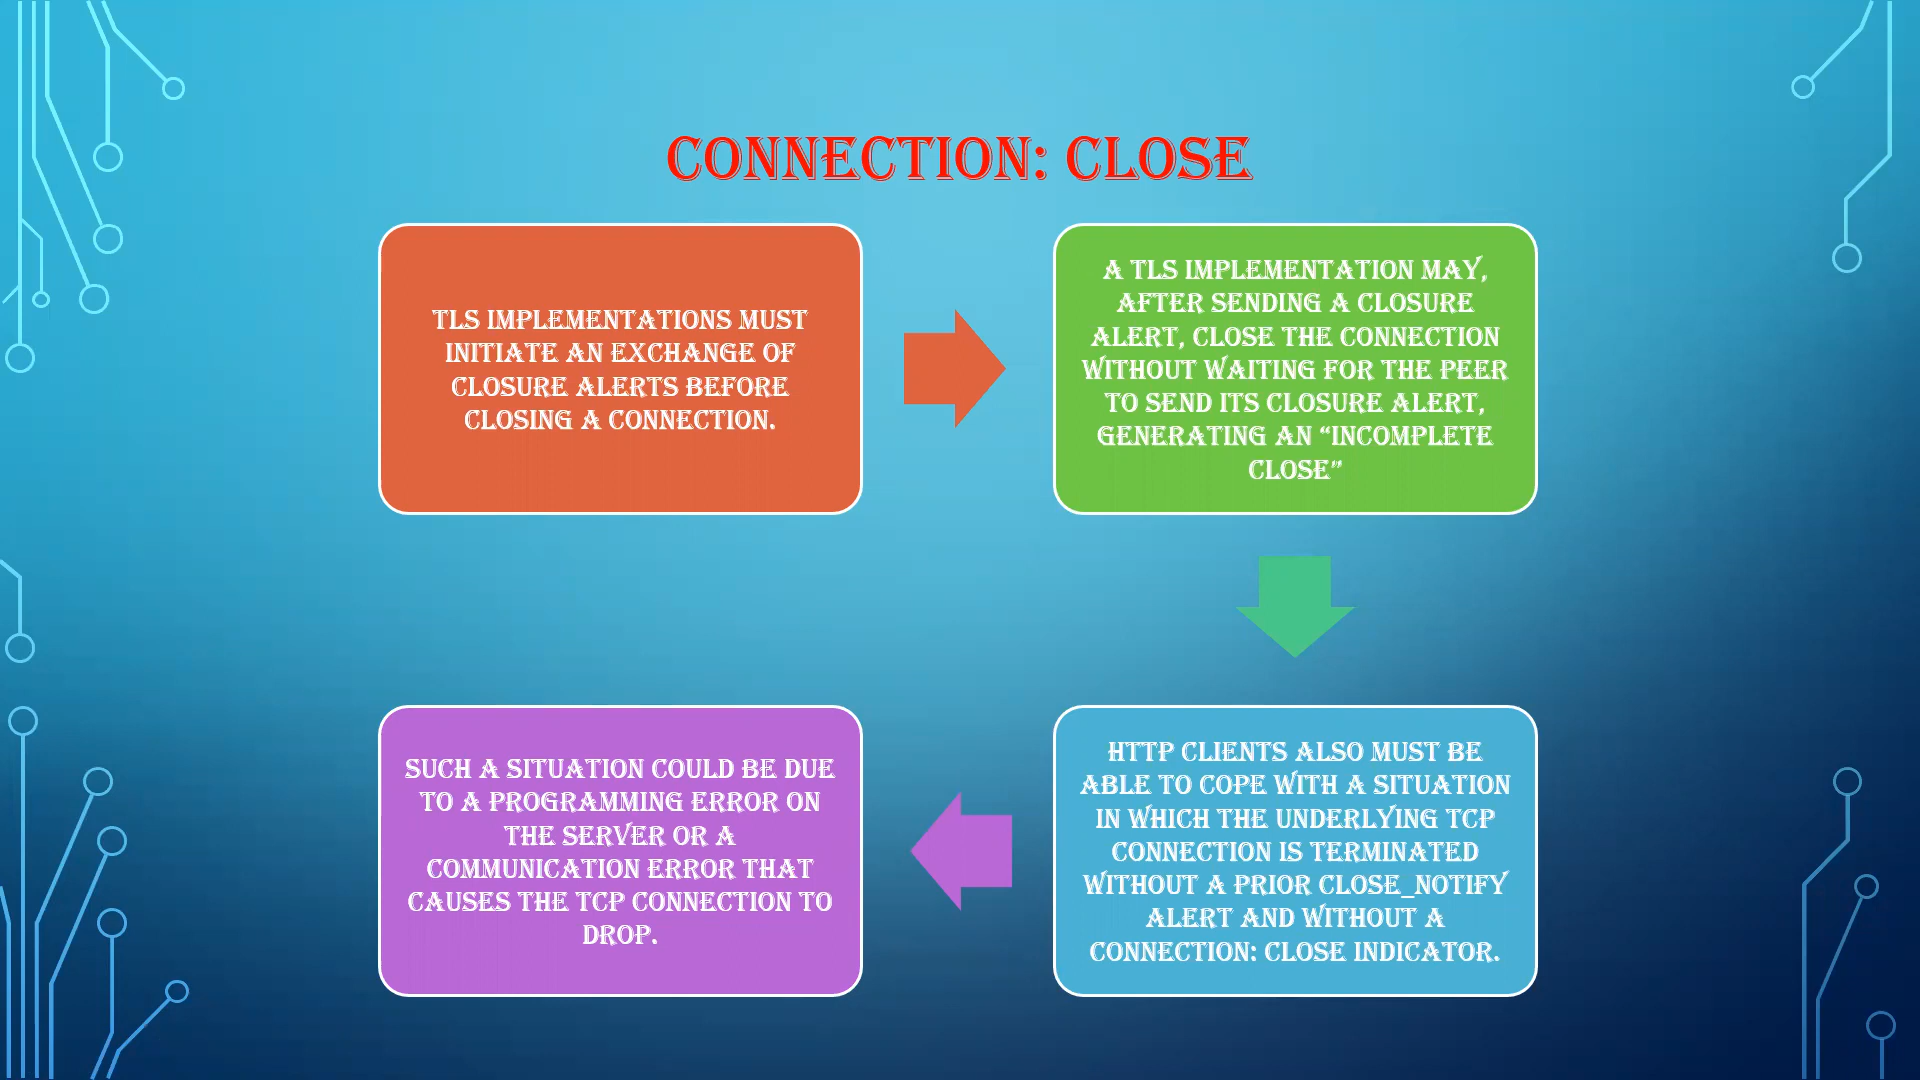 CONNECTION: CLOSE
TLS IMPLEMENTATIONS MUST
INITIATE AN EXCHANGE OF
CLOSURE ALERTS BEFORE
CLOSING A CONNECTION.
A TLS IMPLEMENTATION MAY,
AFTER SENDING A CLOSURE
ALERT, CLOSE THE CONNECTION
WITHOUT WAITING FOR THE PEER
TO SEND ITS CLOSURE ALERT,
GENERATING AN “INCOMPLETE
CLOSE”
HTTP CLIENTS ALSO MUST BE
ABLE TO COPE WITH A SITUATION
IN WHICH THE UNDERLYING TCP
CONNECTION IS TERMINATED
WITHOUT A PRIOR CLOSE_NOTIFY
ALERT AND WITHOUT A
CONNECTION: CLOSE INDICATOR.
SUCH A SITUATION COULD BE DUE
TO A PROGRAMMING ERROR ON
THE SERVER OR A
COMMUNICATION ERROR THAT
CAUSES THE TCP CONNECTION TO
DROP.